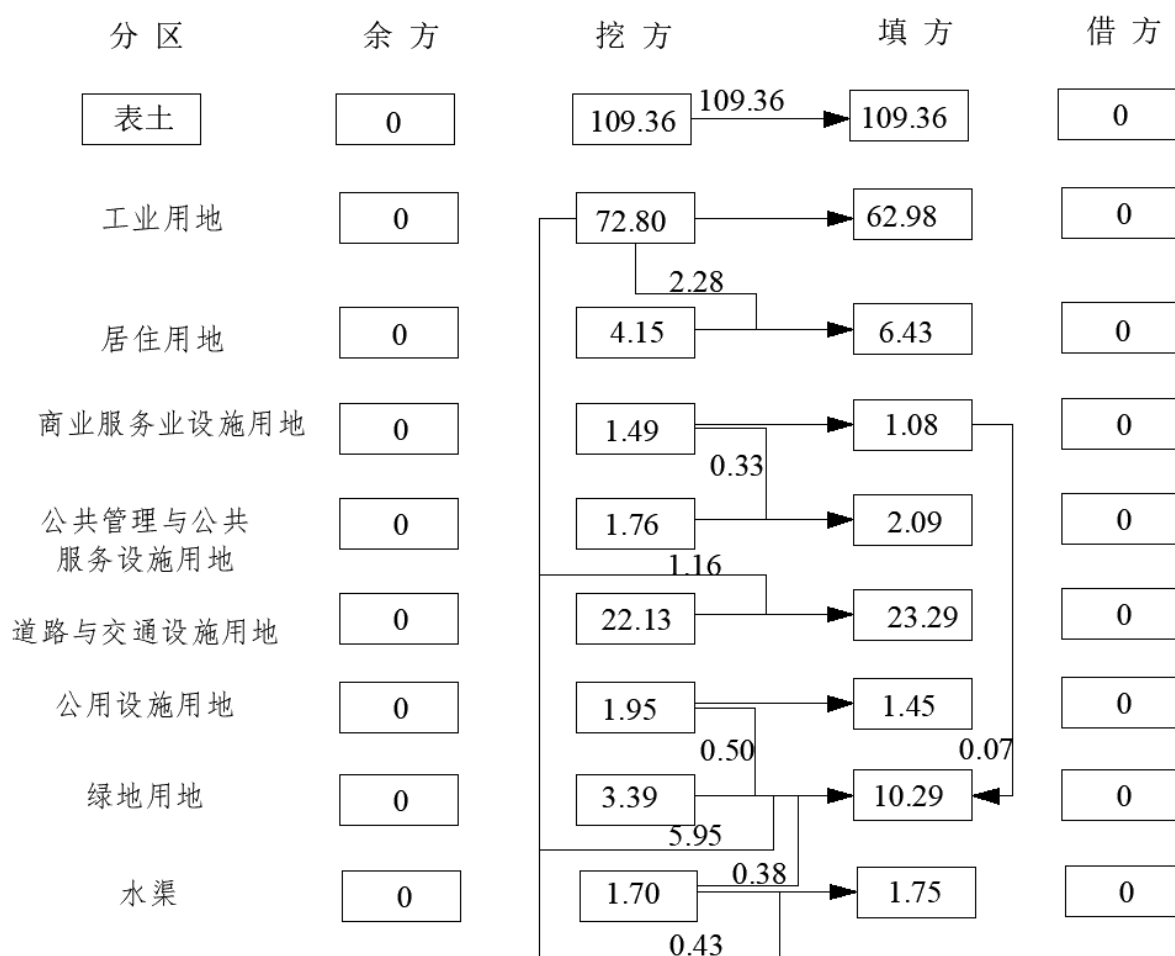 分区 余方 挖方 填方 借方
109.36
表土 0 109.36 109.36 0
工业用地 0 72.80 62.98 0
2.28
居住用地 0 4.15 6.43 0
商业服务业设施用地 0 1.49 1.08 0
0.33
公共管理与公共
服务设施用地 0 1.76 2.09 0
1.16
道路与交通设施用地 0 22.13 23.29 0
公用设施用地 0 1.95 1.45 0
0.50 0.07
绿地用地 0 3.39 10.29 0
5.95
0.38
水渠 0 1.70 1.75 0
0.43